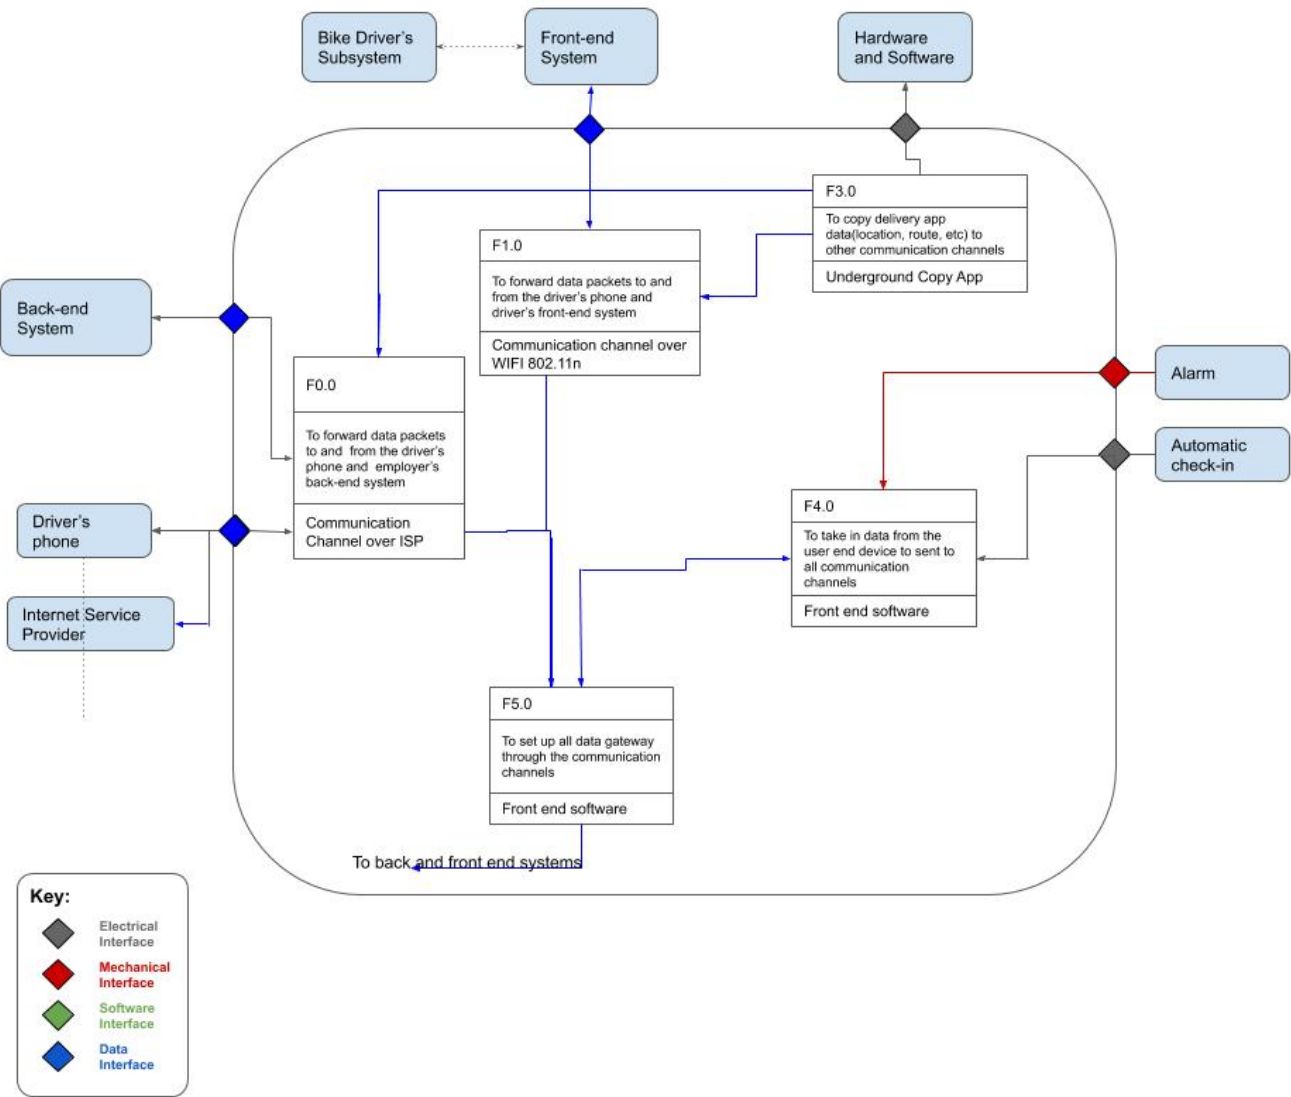 Bike Driver's
Subsystem
Front-end
System
Hardware
and Software
F3.0
To copy delivery app
data(location, route, etc) to
other communication channels
Underground Copy App
F1.0
To forward data packets to and
from the driver's phone and
driver's front-end system
Communication channel over
WIFI 802.11n
Back-end
System
F0.0
To forward data packets
to and from the driver's
phone and employer's
back-end system
Communication
Channel over ISP
Alarm
Automatic
check-in
Driver's
phone
Internet Service
Provider
F4.0
To take in data from the
user end device to sent to
all communication
channels
Front end software
F5.0
To set up all data gateway
through the communication
channels
Front end software
To back and front end systems
Key:
Electrical
Interface
Mechanical
Interface
Software
Interface
Data
Interface